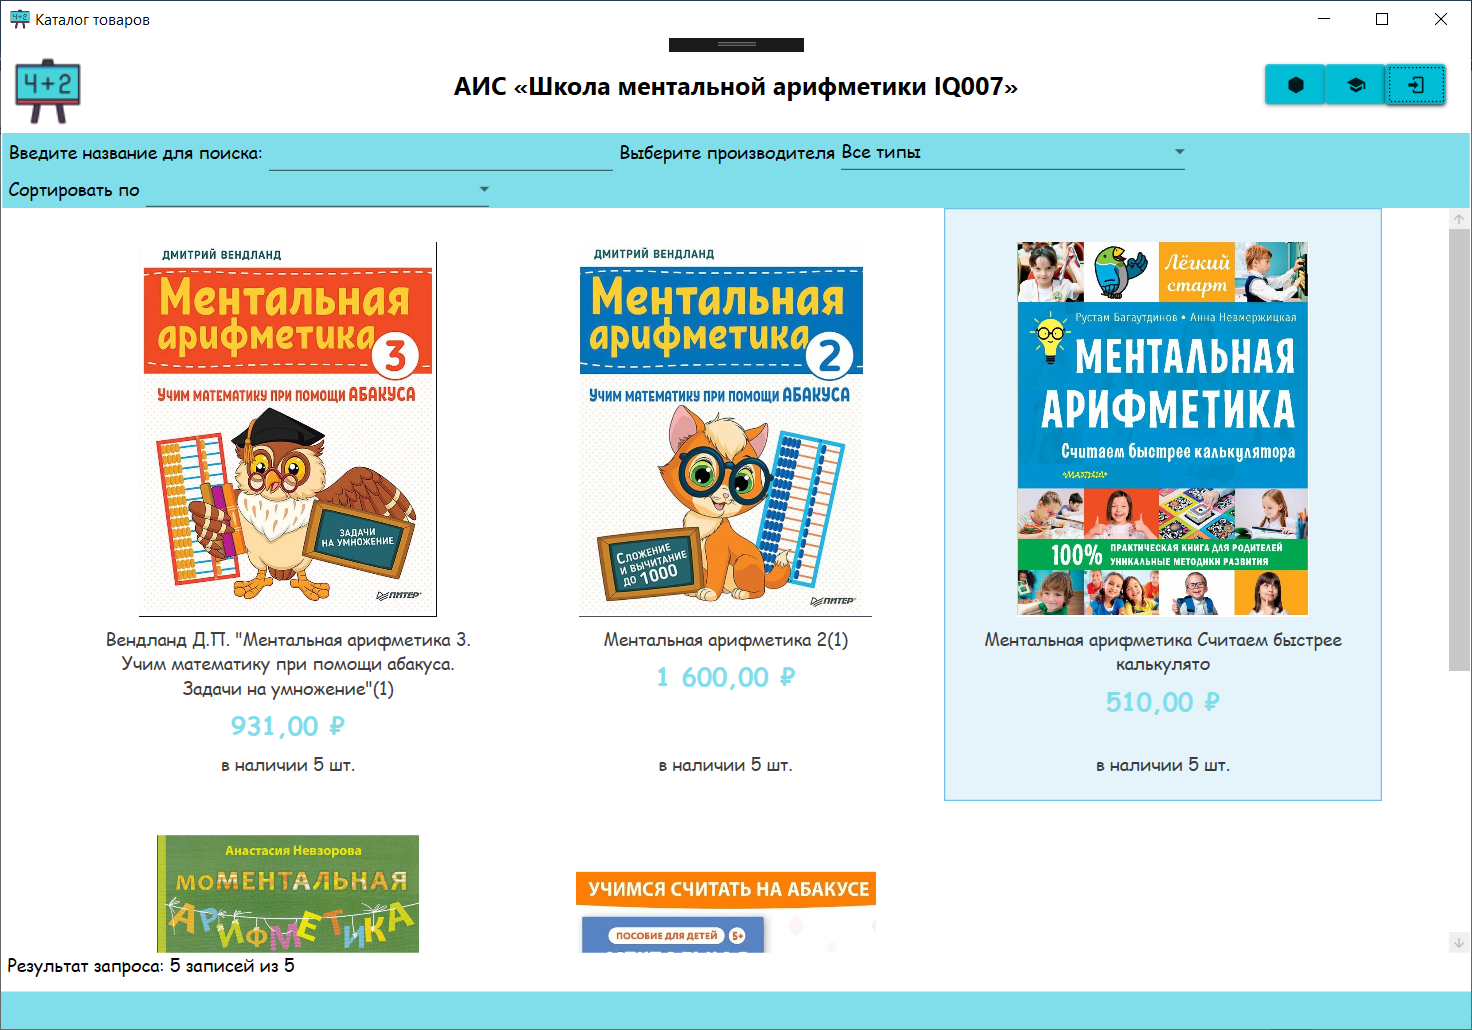 Каталог товаров
4+2
АИС «Школа ментальной арифметики IQ007»
Введите название для поиска:
Выберите производителя Все типы
Сортировать по
ДМИТРИЙ ВЕНДЛАНД
Ментальная
арифметика
3
Учим математику при помощи АБАКУСА
ЗАДАЧИ
НА УМНОЖЕНИЕ
ПИТЕР
Вендланд Д.П. "Ментальная арифметика 3.
Учим математику при помощи абакуса.
Задачи на умножение"(1)
931,00 ₽
в наличии 5 шт.
ДМИТРИЙ ВЕНДЛАНД
Ментальная
арифметика
2
Учим математику при помощи АБАКУСА
Сложение
и вычитание
до 1000
ПИТЕР
Ментальная арифметика 2(1)
1 600,00 ₽
в наличии 5 шт.
Лёгкий
старт
Рустам Багаутдинов • Анна Невмержицкая
МЕНТАЛЬНАЯ
АРИФМЕТИКА
Считаем быстрее калькулятора
МАЛЫШ
100%
ПРАКТИЧЕСКАЯ КНИГА ДЛЯ РОДИТЕЛЕЙ
УНИКАЛЬНЫЕ МЕТОДИКИ РАЗВИТИЯ
Ментальная арифметика Считаем быстрее
калькулято
510,00 ₽
в наличии 5 шт.
Анастасия Невзорова
МОМЕНТАЛЬНАЯ
АРИФМЕТИКА
УЧИМСЯ СЧИТАТЬ НА АБАКУСЕ
ПОСОБИЕ ДЛЯ ДЕТЕЙ 5+
Результат запроса: 5 записей из 5